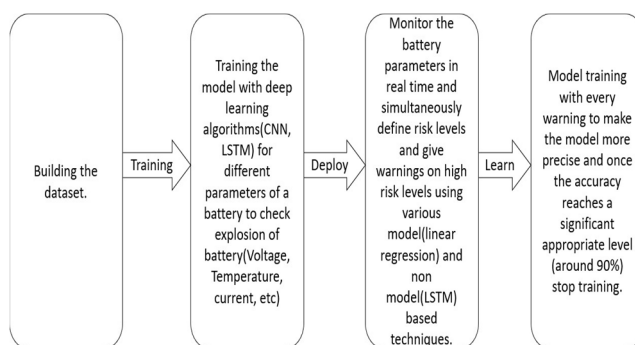 Building the
dataset.
Training
Training the
model with deep
learning
algorithms(CNN,
LSTM) for
different
parameters of a
battery to check
explosion of
battery(Voltage,
Temperature,
current, etc)
Deploy
Monitor the
battery
parameters in
real time and
simultaneously
define risk levels
and give
warnings on high
risk levels using
various
model(linear
regression) and
non
model(LSTM)
based
techniques.
Learn
Model training
with every
warning to make
the model more
precise and once
the accuracy
reaches a
significant
appropriate level
(around 90%)
stop training.